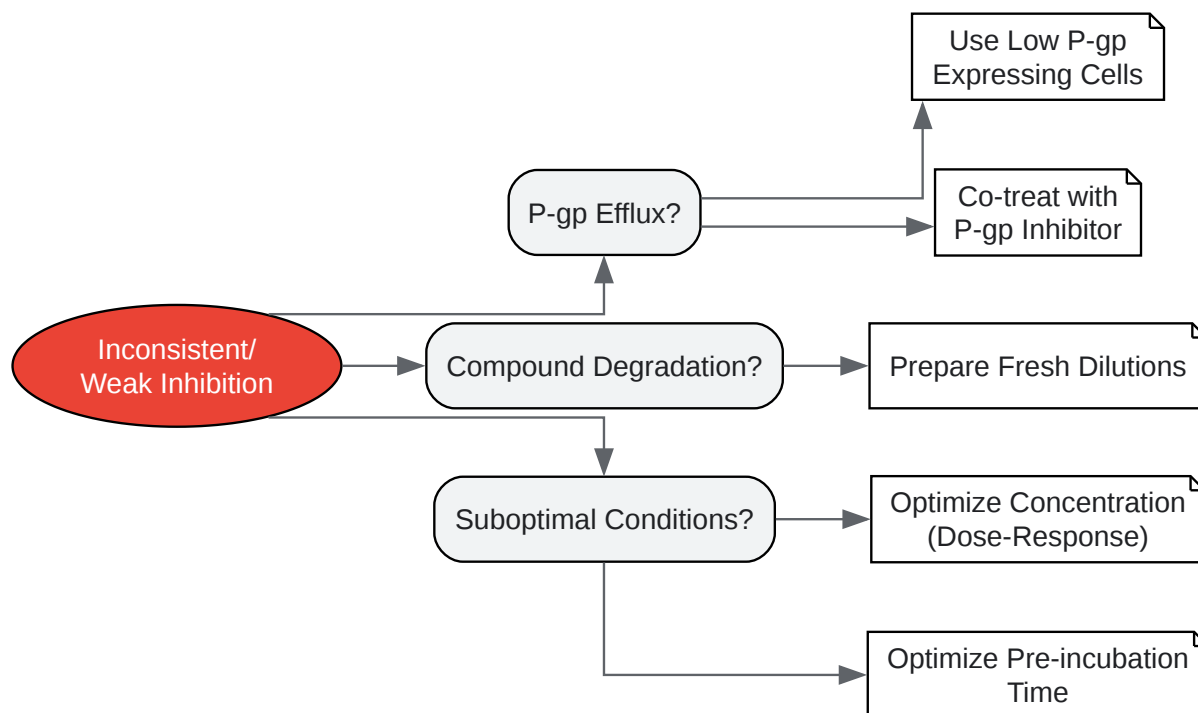 Use Low P-gp
Expressing Cells
Co-treat with
P-gp Inhibitor
P-gp Efflux?
Inconsistent/
Weak Inhibition
Compound Degradation?
Prepare Fresh Dilutions
Suboptimal Conditions?
Optimize Concentration
(Dose-Response)
Optimize Pre-incubation
Time